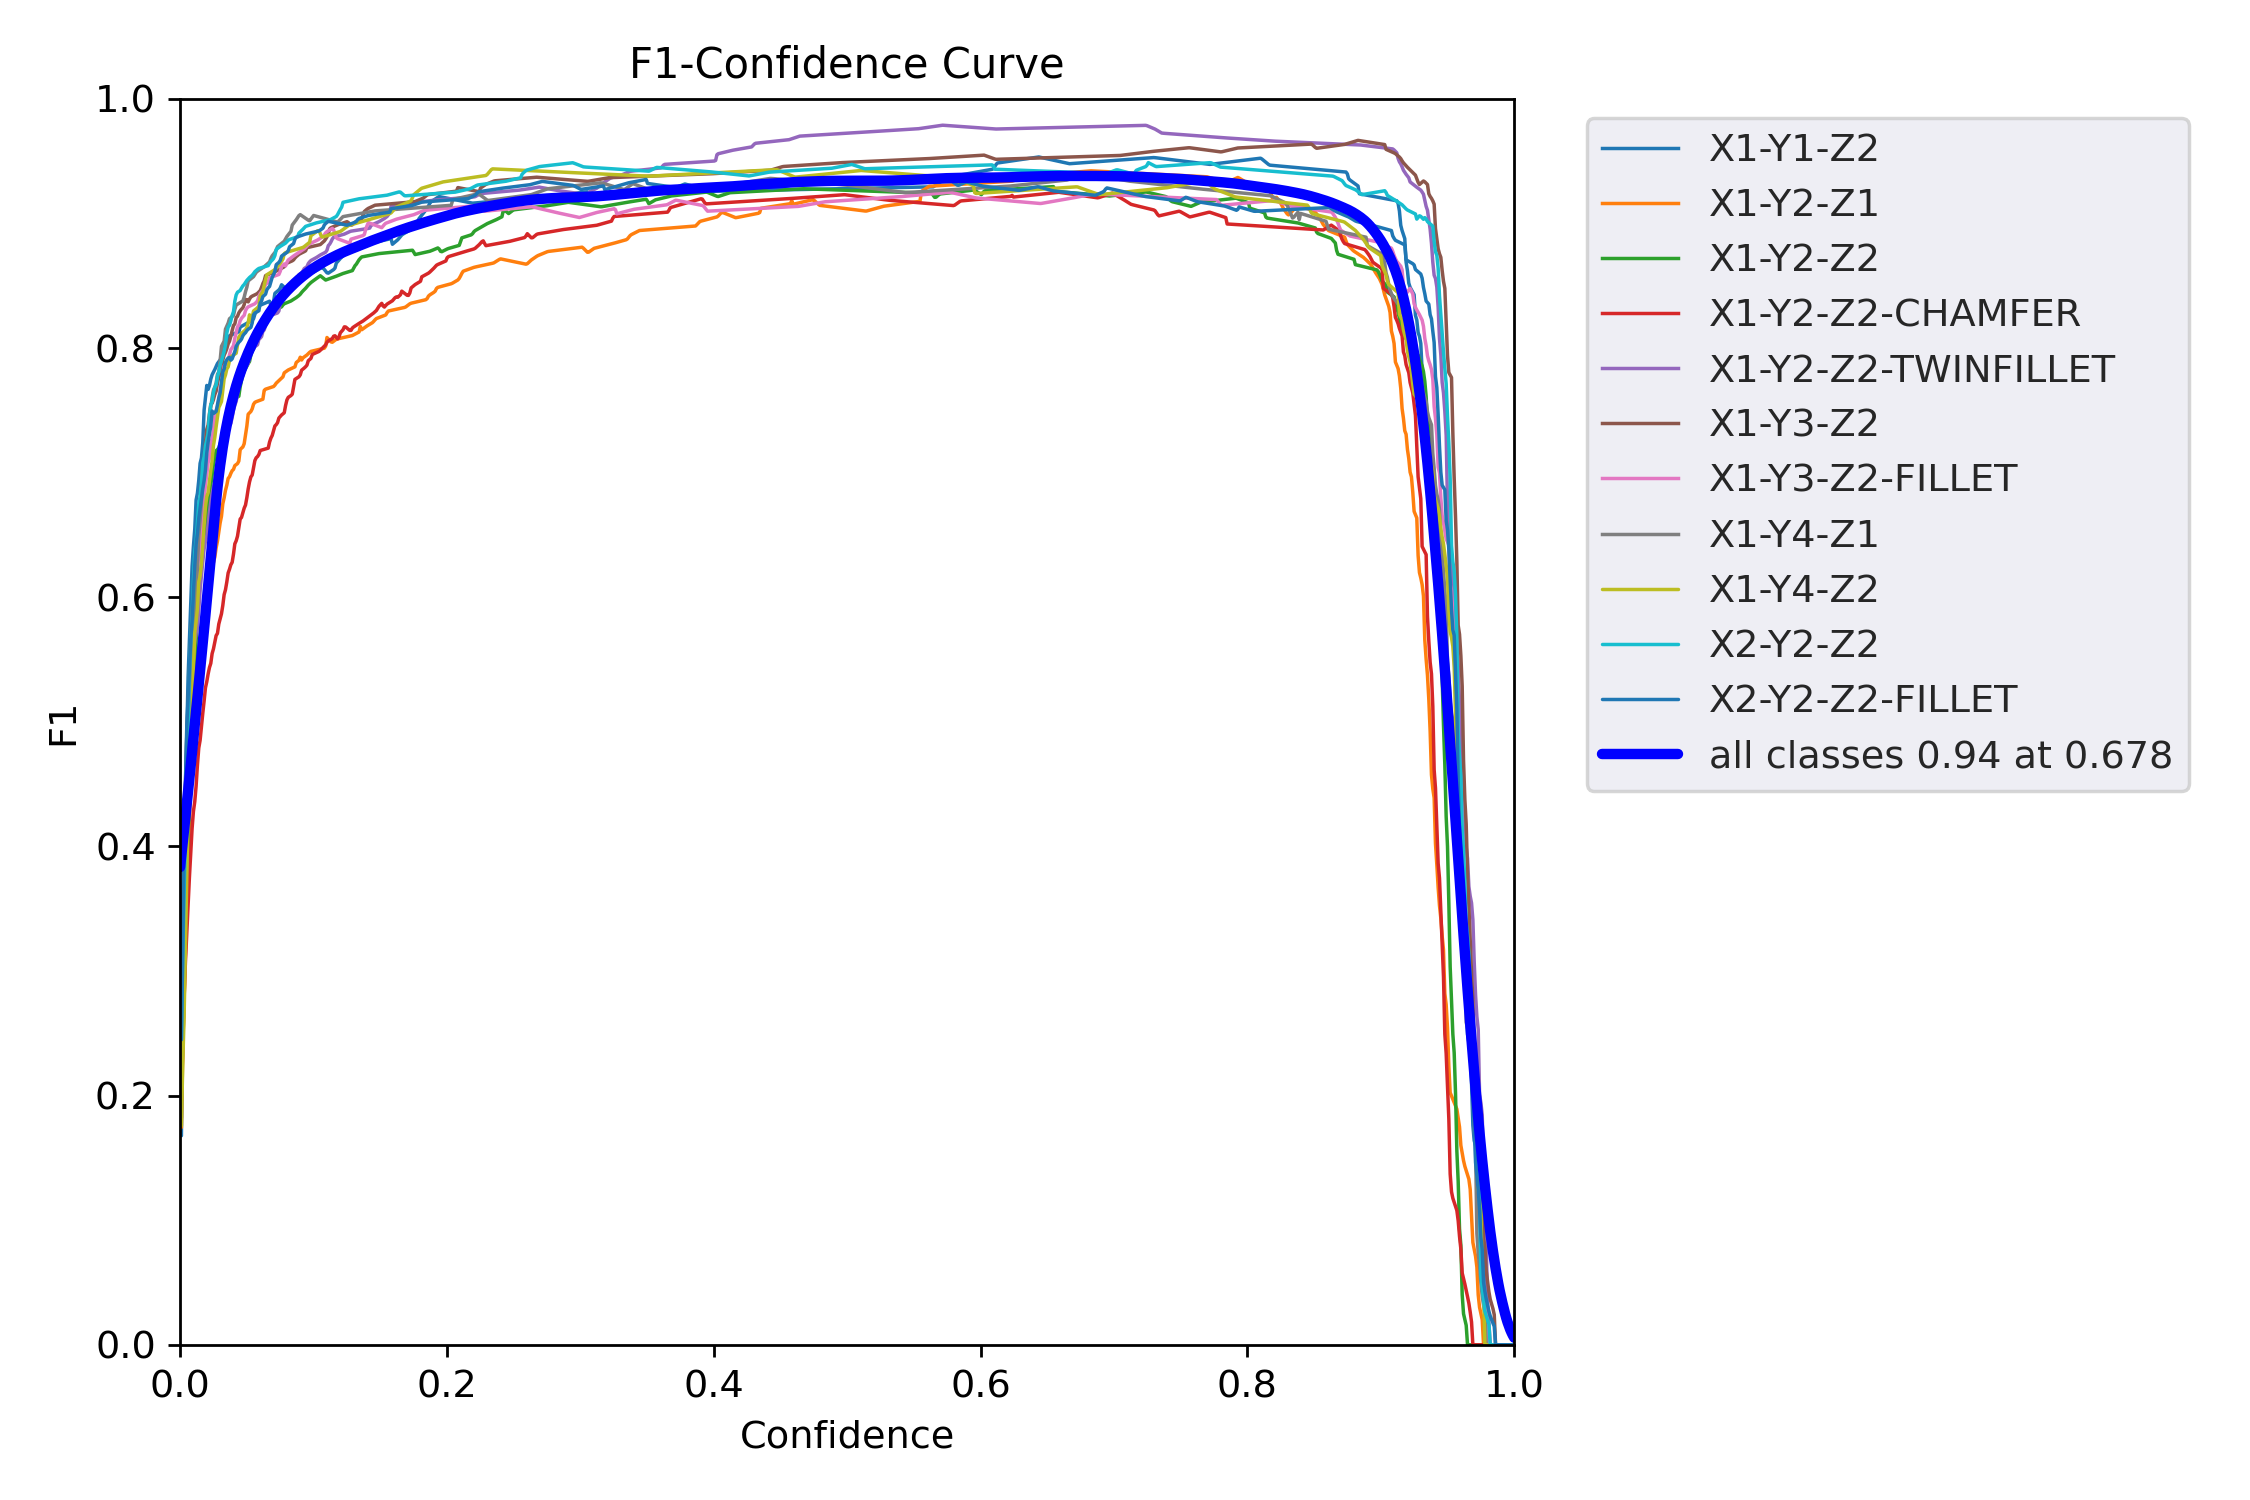 F1-Confidence Curve
1.0
0.8
0.6
0.4
0.2
0.0
F1
0.0 0.2 0.4 0.6 0.8 1.0
Confidence
X1-Y1-Z2
X1-Y2-Z1
X1-Y2-Z2
X1-Y2-Z2-CHAMFER
X1-Y2-Z2-TWINFILLET
X1-Y3-Z2
X1-Y3-Z2-FILLET
X1-Y4-Z1
X1-Y4-Z2
X2-Y2-Z2
X2-Y2-Z2-FILLET
all classes 0.94 at 0.678